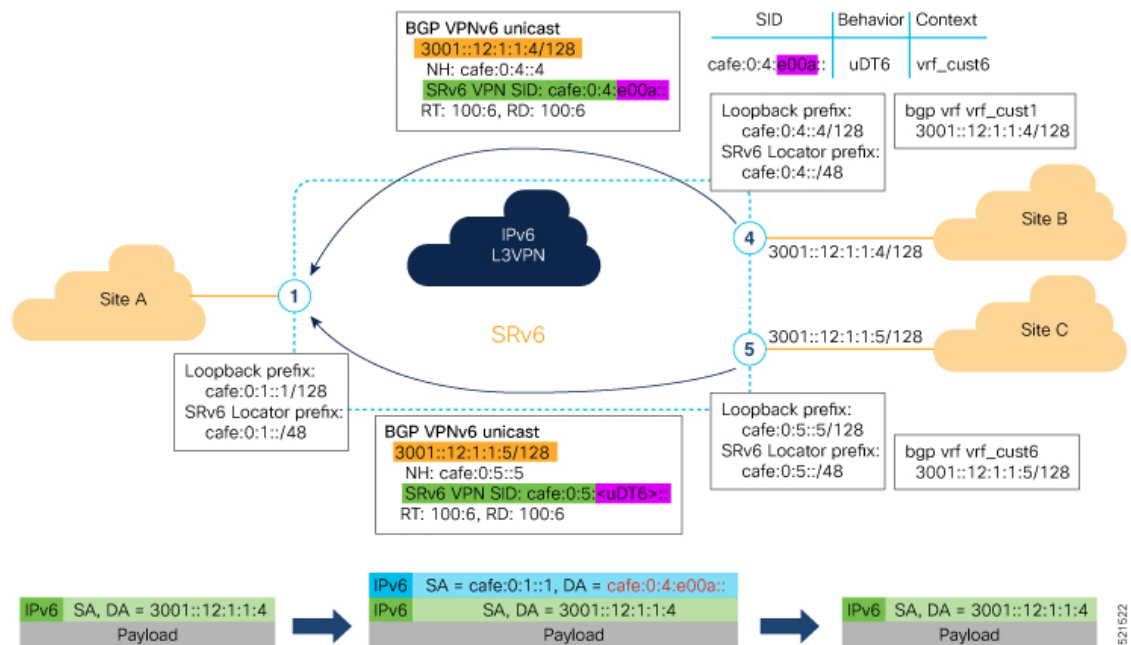 BGP VPNv6 unicast
3001::12:1:1:4/128
NH: cafe:0:4::4
SRv6 VPN SID: cafe:0:4:e00a::
RT: 100:6, RD: 100:6
SID Behavior Context
cafe:0:4:e00a:: uDT6 vrf_cust6
Loopback prefix:
cafe:0:4::4/128
SRv6 Locator prefix:
cafe:0:4::/48
bgp vrf vrf_cust1
3001::12:1:1:4/128
IPv6
L3VPN
4
3001::12:1:1:4/128
Site B
Site A
1
SRv6
5
3001::12:1:1:5/128
Site C
Loopback prefix:
cafe:0:1::1/128
SRv6 Locator prefix:
cafe:0:1::/48
BGP VPNv6 unicast
3001::12:1:1:5/128
NH: cafe:0:5::5
SRv6 VPN SID: cafe:0:5:<uDT6>::
RT: 100:6, RD: 100:6
Loopback prefix:
cafe:0:5::5/128
SRv6 Locator prefix:
cafe:0:5::/48
bgp vrf vrf_cust6
3001::12:1:1:5/128
IPv6 SA, DA = 3001::12:1:1:4
Payload
IPv6 SA = cafe:0:1::1, DA = cafe:0:4:e00a::
IPv6 SA, DA = 3001::12:1:1:4
Payload
IPv6 SA, DA = 3001::12:1:1:4
Payload
521522